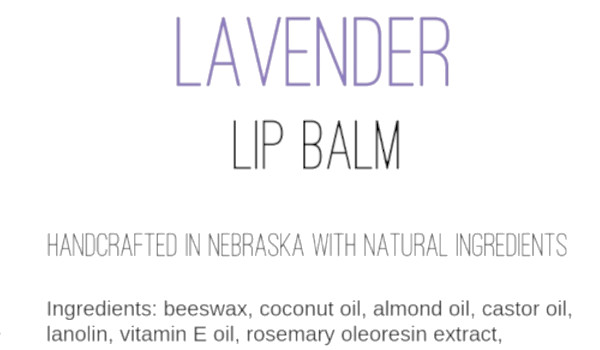 LAVENDER
LIP BALM
HANDCRAFTED IN NEBRASKA WITH NATURAL INGREDIENTS
Ingredients: beeswax, coconut oil, almond oil, castor oil,
lanolin, vitamin E oil, rosemary oleoresin extract,